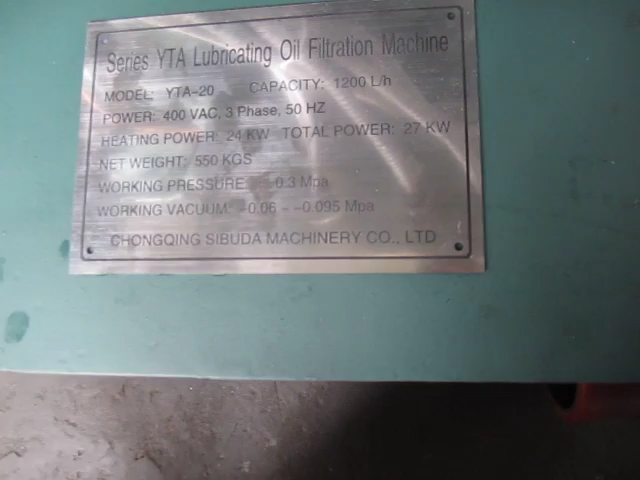 Series YTA Lubricating Oil Filtration Machine
MODEL: YTA-20 CAPACITY: 1200 L/h
POWER: 400 VAC, 3 Phase, 50 HZ
HEATING POWER: 24 KW TOTAL POWER: 27 KW
NET WEIGHT: 550 KGS
WORKING PRESSURE: 0.3 Mpa
WORKING VACUUM: -0.06 - -0.095 Mpa
CHONGQING SIBUDA MACHINERY CO., LTD